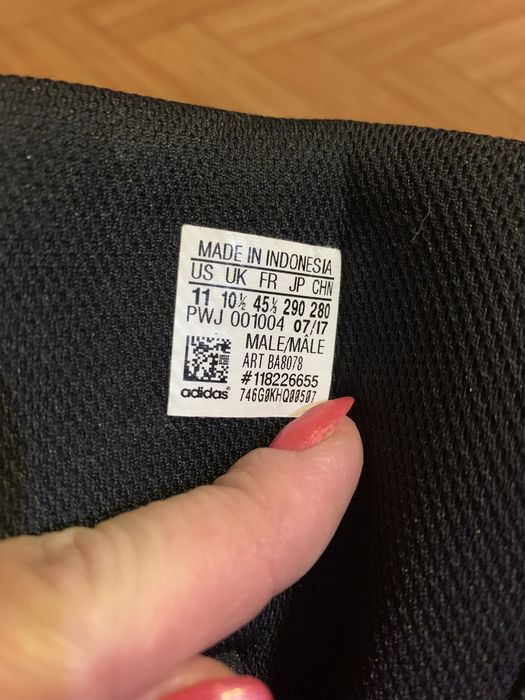 MADE IN INDONESIA
US UK FR JP CHN
11 10½ 45⅓ 290 280
PWJ 001004 07/17
MALE/MÂLE
ART BA8078
#118226655
adidas 746G0KHQ00507